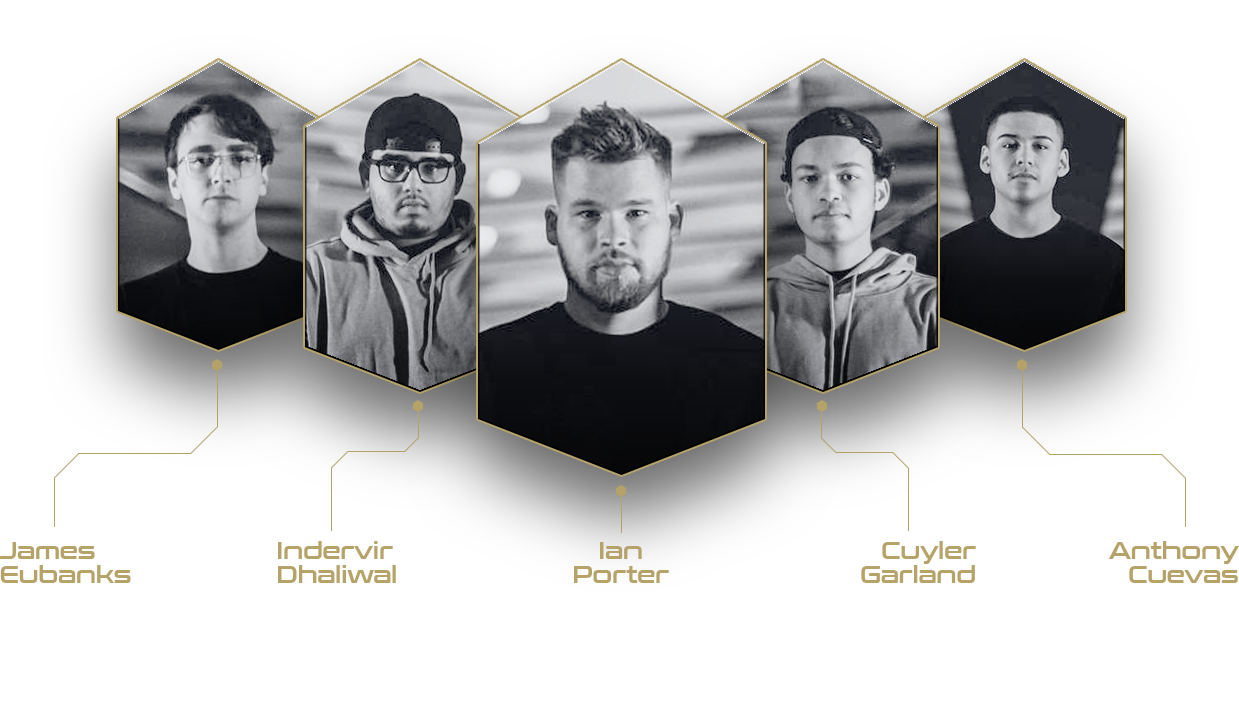 James
Eubanks
Indervir
Dhaliwal
Ian
Porter
Cuyler
Garland
Anthony
Cuevas